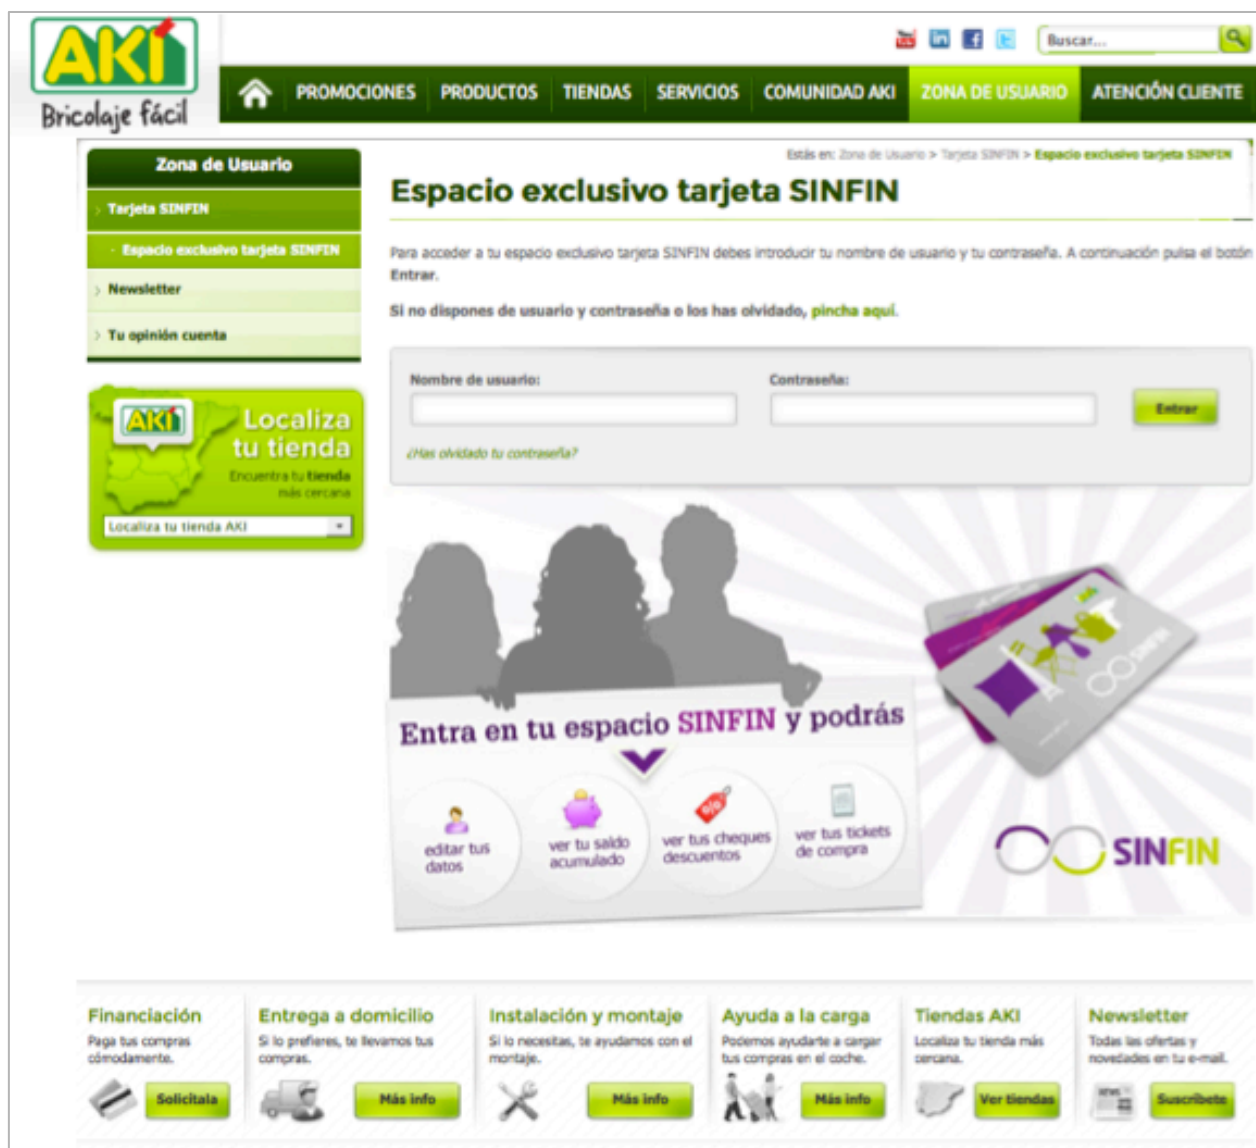 AKI
Bricolaje fácil
Buscar...
PROMOCIONES PRODUCTOS TIENDAS SERVICIOS COMUNIDAD AKI ZONA DE USUARIO ATENCIÓN CLIENTE
Zona de Usuario
Tarjeta SINFIN
- Espacio exclusivo tarjeta SINFIN
Newsletter
Tu opinión cuenta
AKI
Localiza
tu tienda
Encuentra tu tienda
más cercana
Localiza tu tienda AKI
Estás en: Zona de Usuario > Tarjeta SINFIN > Espacio exclusivo tarjeta SINFIN
Espacio exclusivo tarjeta SINFIN
Para acceder a tu espacio exclusivo tarjeta SINFIN debes introducir tu nombre de usuario y tu contraseña. A continuación pulsa el botón
Entrar.
Si no dispones de usuario y contraseña o los has olvidado, pincha aquí.
Nombre de usuario:
Contraseña:
Entrar
¿Has olvidado tu contraseña?
Entra en tu espacio SINFIN y podrás
editar tus
datos
ver tu saldo
acumulado
ver tus cheques
descuentos
ver tus tickets
de compra
SINFIN
SINFIN
Financiación
Paga tus compras
cómodamente.
Solicítala
Entrega a domicilio
Si lo prefieres, te llevamos tus
compras.
Más info
Instalación y montaje
Si lo necesitas, te ayudamos con el
montaje.
Más info
Ayuda a la carga
Podemos ayudarte a cargar
tus compras en el coche.
Más info
Tiendas AKI
Localiza tu tienda más
cercana.
Ver tiendas
Newsletter
Todas las ofertas y
novedades en tu e-mail.
NEWS
Suscríbete